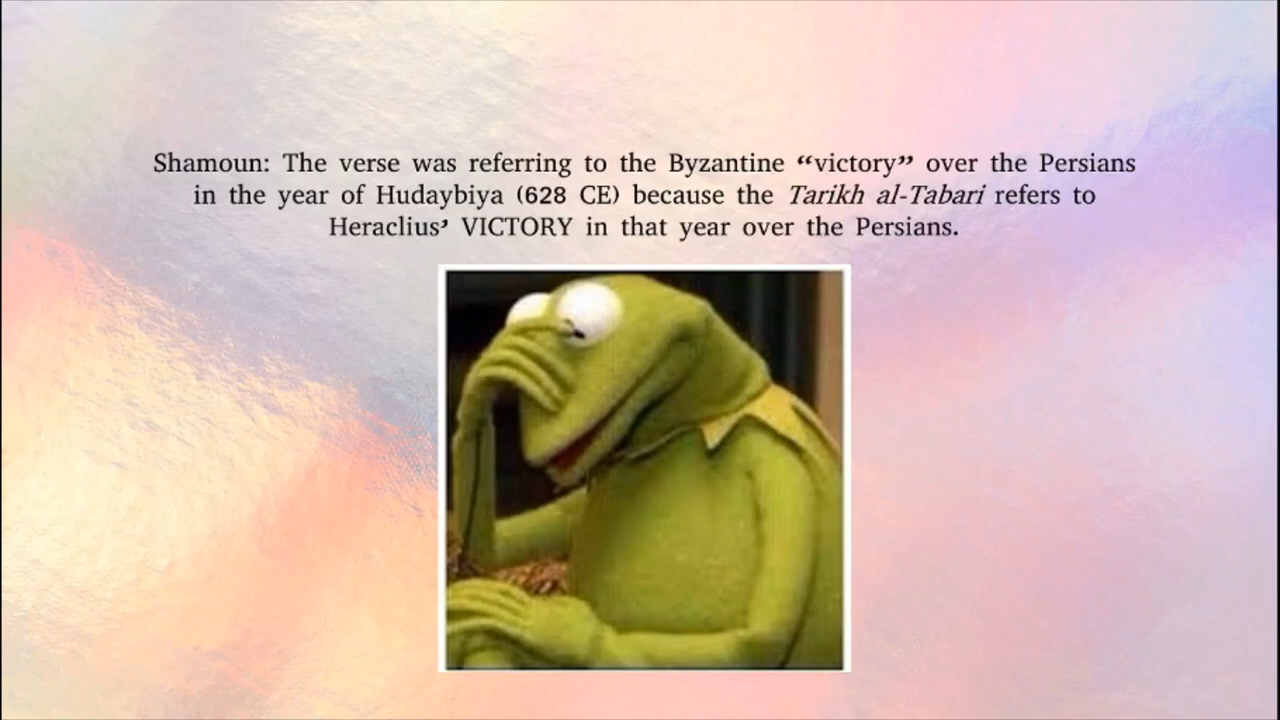 Shamoun: The verse was referring to the Byzantine “victory” over the Persians
in the year of Hudaybiya (628 CE) because the Tarikh al-Tabari refers to
Heraclius’ VICTORY in that year over the Persians.